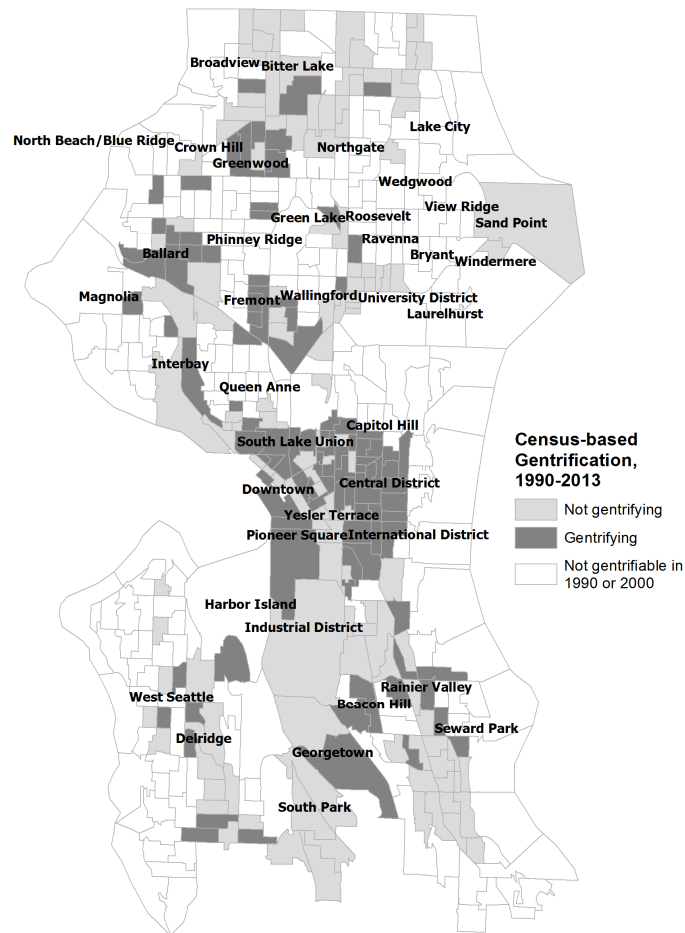 Broadview
Bitter Lake
Lake City
North Beach/Blue Ridge
Crown Hill
Northgate
Greenwood
Wedgwood
View Ridge
Green Lake
Roosevelt
Sand Point
Phinney Ridge
Ravenna
Ballard
Bryant
Windermere
Magnolia
Fremont
Wallingford
University District
Laurelhurst
Interbay
Queen Anne
Capitol Hill
South Lake Union
Census-based
Gentrification,
1990-2013
Not gentrifying
Gentrifying
Not gentrifiable in
1990 or 2000
Central District
Downtown
Yesler Terrace
Pioneer Square
International District
Harbor Island
Industrial District
Rainier Valley
West Seattle
Beacon Hill
Seward Park
Delridge
Georgetown
South Park